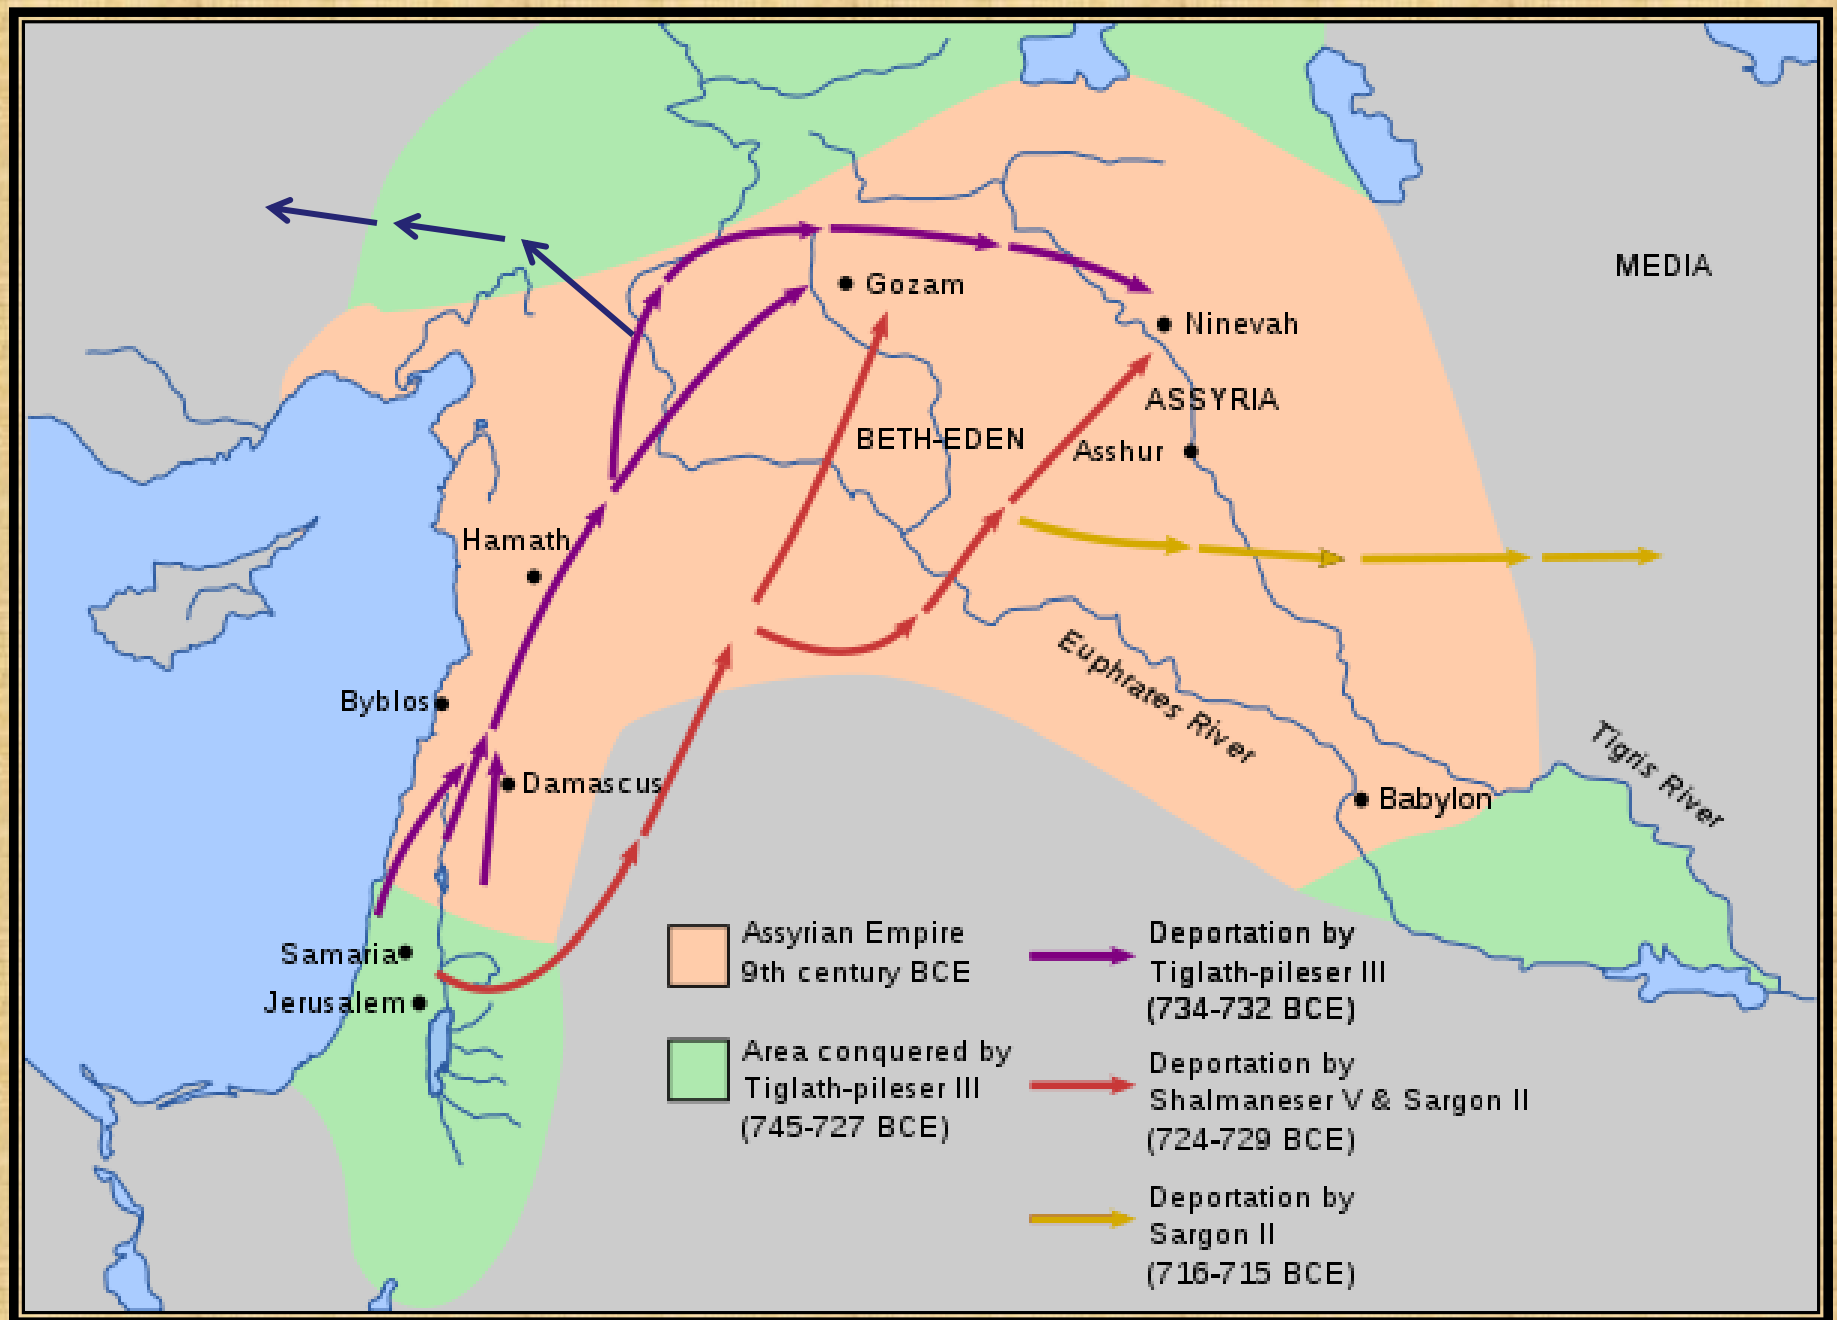 MEDIA
Gozam
Ninevah
ASSYRIA
BETH-EDEN
Asshur
Hamath
Euphrates River
Byblos
Tigris River
Damascus
Babylon
Samaria
Jerusalem
Assyrian Empire
9th century BCE
Area conquered by
Tiglath-pileser III
(745-727 BCE)
Deportation by
Tiglath-pileser III
(734-732 BCE)
Deportation by
Shalmaneser V & Sargon II
(724-729 BCE)
Deportation by
Sargon II
(716-715 BCE)